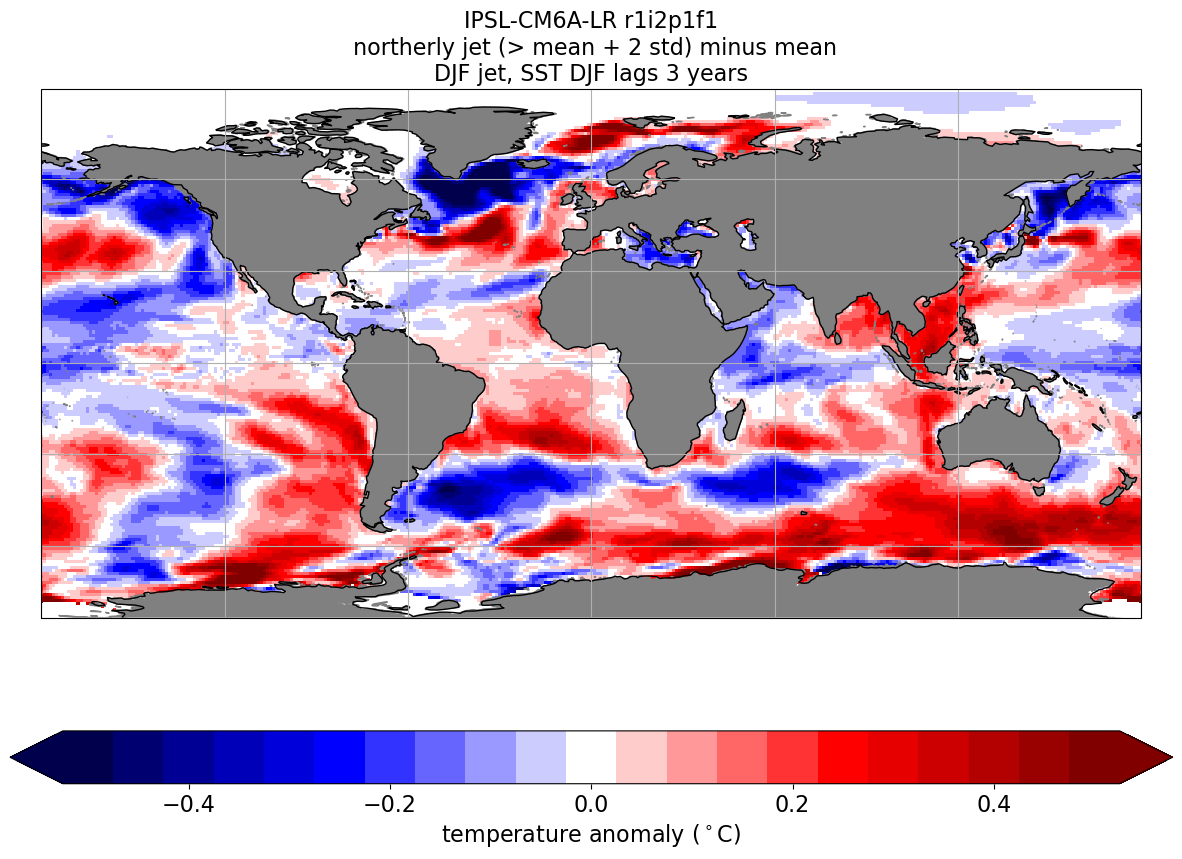 IPSL-CM6A-LR r1i2p1f1
northerly jet (> mean + 2 std) minus mean
DJF jet, SST DJF lags 3 years
−0.4 −0.2 0.0 0.2 0.4
temperature anomaly (°C)